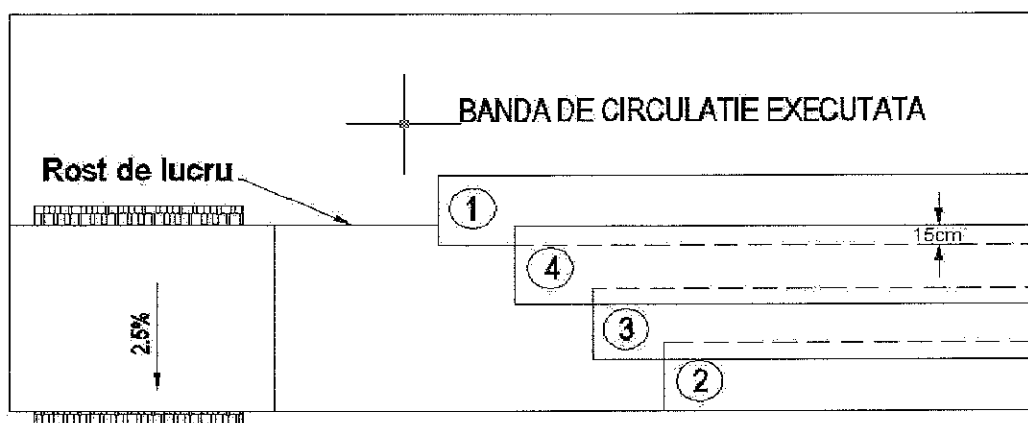 BANDA DE CIRCULATIE EXECUTATA
Rost de lucru
1
15cm
4
3
2.5%
2